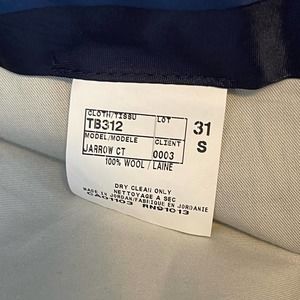 CLOTH/TISSU LOT
TB312
31
MODEL/MODELE CLIENT
S
JARROW CT 0003
100% WOOL / LAINE
DRY CLEAN ONLY
NETTOYAGE A SEC
MADE IN JORDAN/FABRIQUE EN JORDANIE
CA01103 RN91013